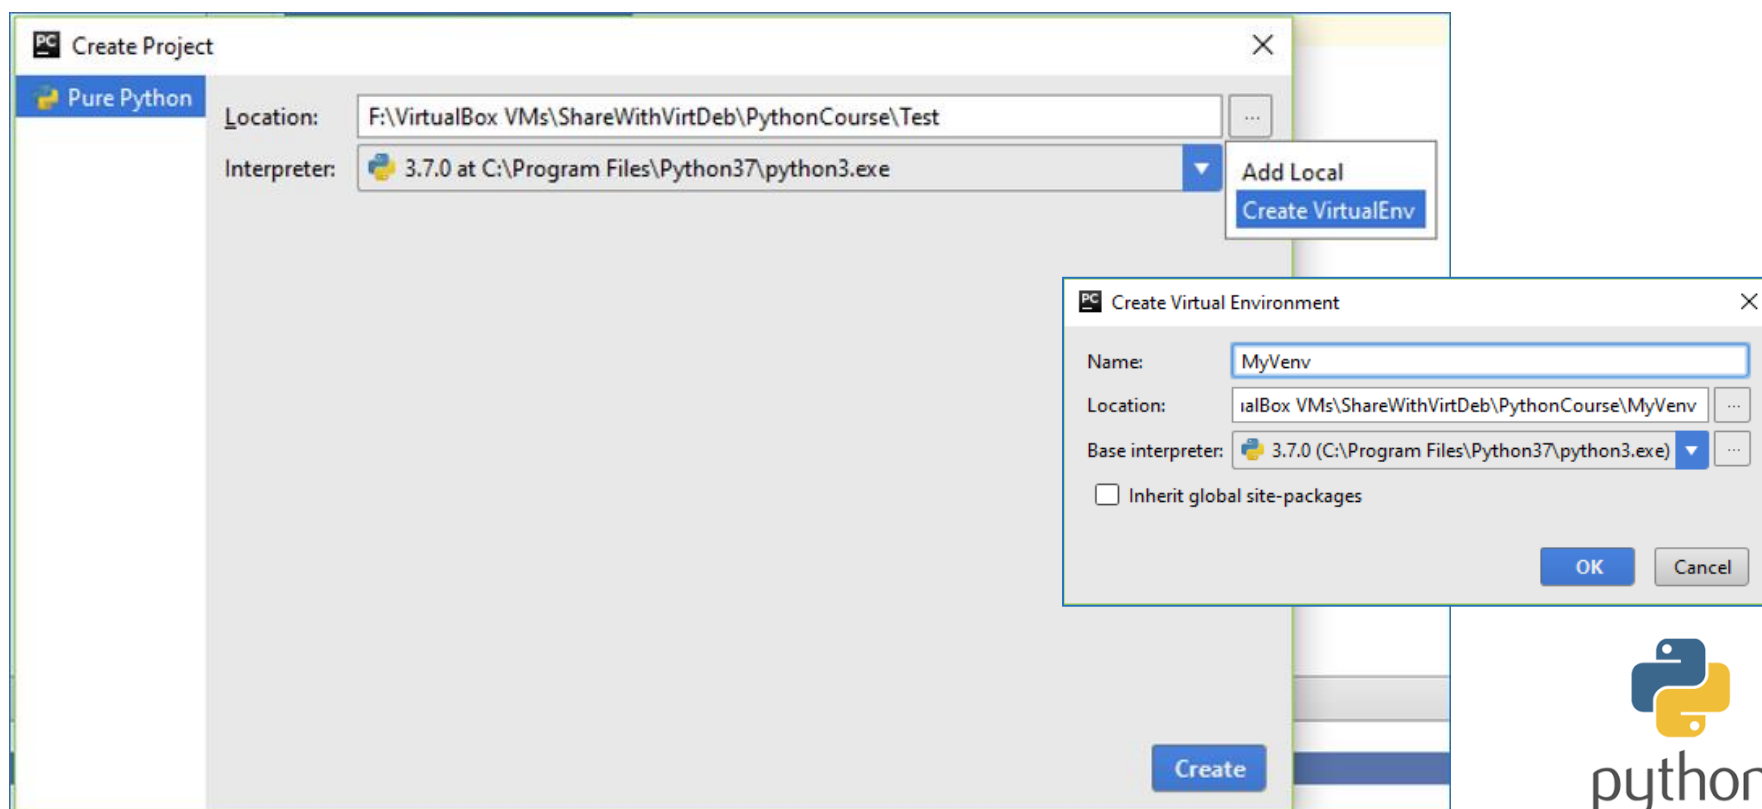 Create Project
Pure Python
Location: F:\VirtualBox VMs\ShareWithVirtDeb\PythonCourse\Test ...
Interpreter: 3.7.0 at C:\Program Files\Python37\python3.exe
Add Local
Create VirtualEnv
Create Virtual Environment
Name: MyVenv
Location: ıalBox VMs\ShareWithVirtDeb\PythonCourse\MyVenv ...
Base interpreter: 3.7.0 (C:\Program Files\Python37\python3.exe) ...
Inherit global site-packages
OK Cancel
Create
python